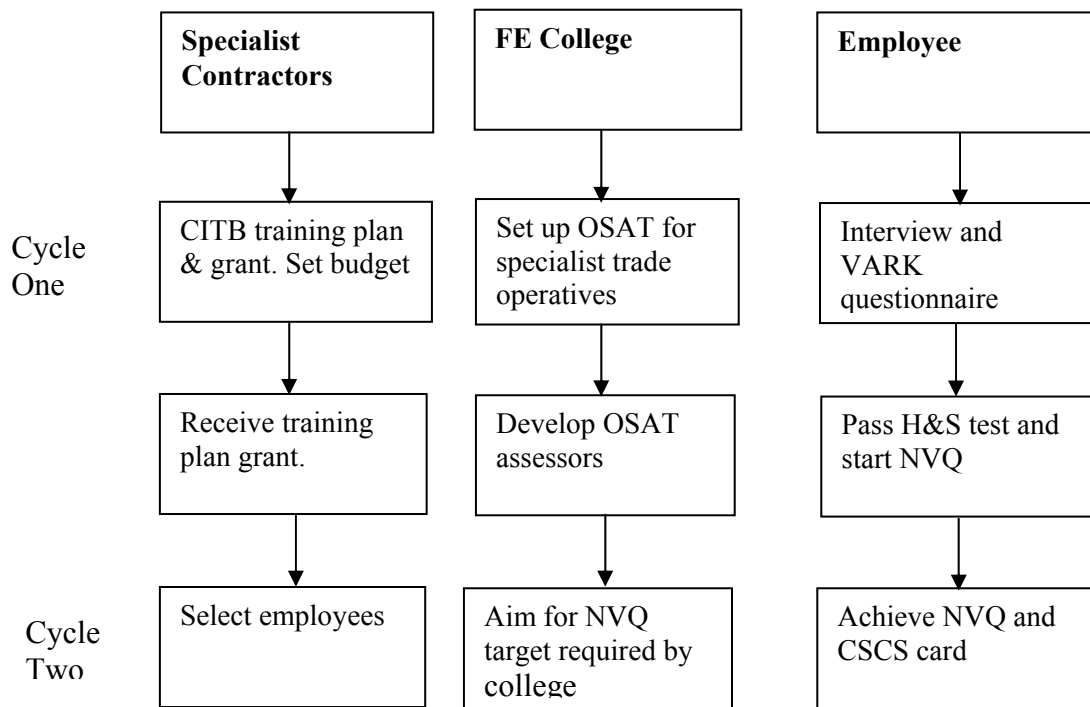 Specialist
Contractors
FE College
Employee
Cycle
One
CITB training plan
& grant. Set budget
Set up OSAT for
specialist trade
operatives
Interview and
VARK
questionnaire
Receive training
plan grant.
Develop OSAT
assessors
Pass H&S test and
start NVQ
Cycle
Two
Select employees
Aim for NVQ
target required by
college
Achieve NVQ and
CSCS card